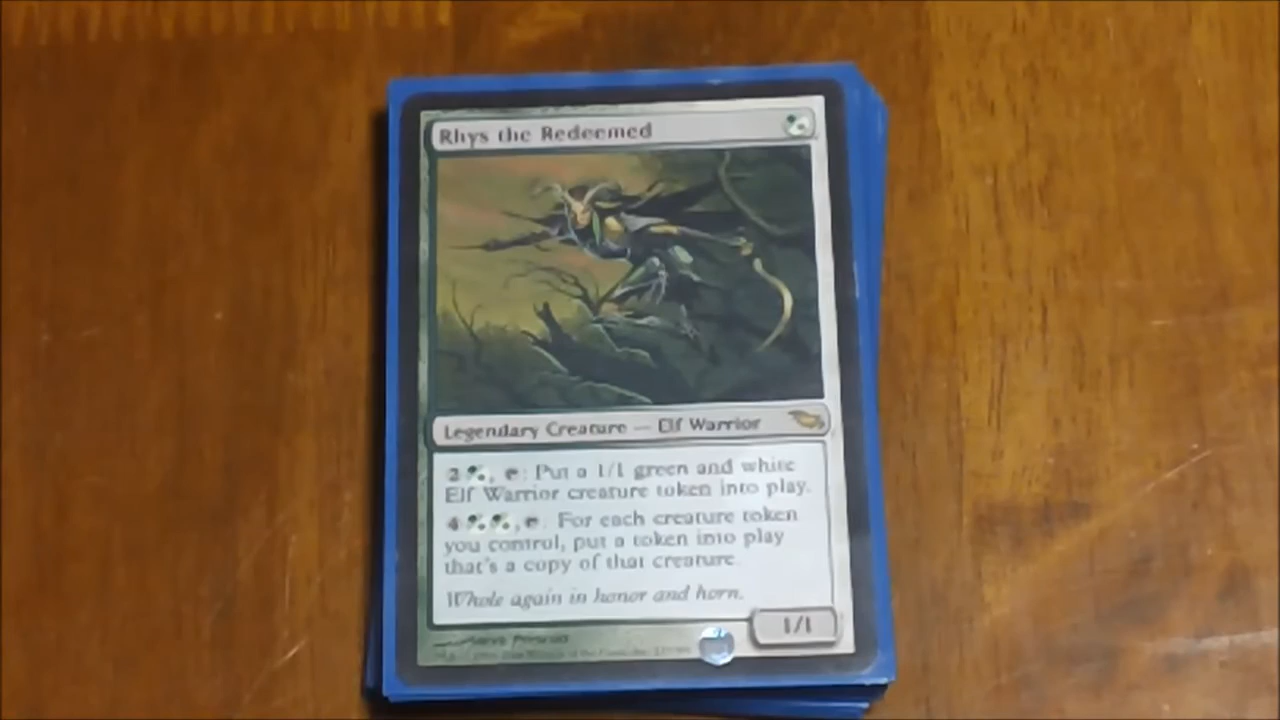 Rhys the Redeemed
Legendary Creature — Elf Warrior
2 , : Put a 1/1 green and white
Elf Warrior creature token into play.
4 , : For each creature token
you control, put a token into play
that's a copy of that creature.
Whole again in honor and horn.
1/1